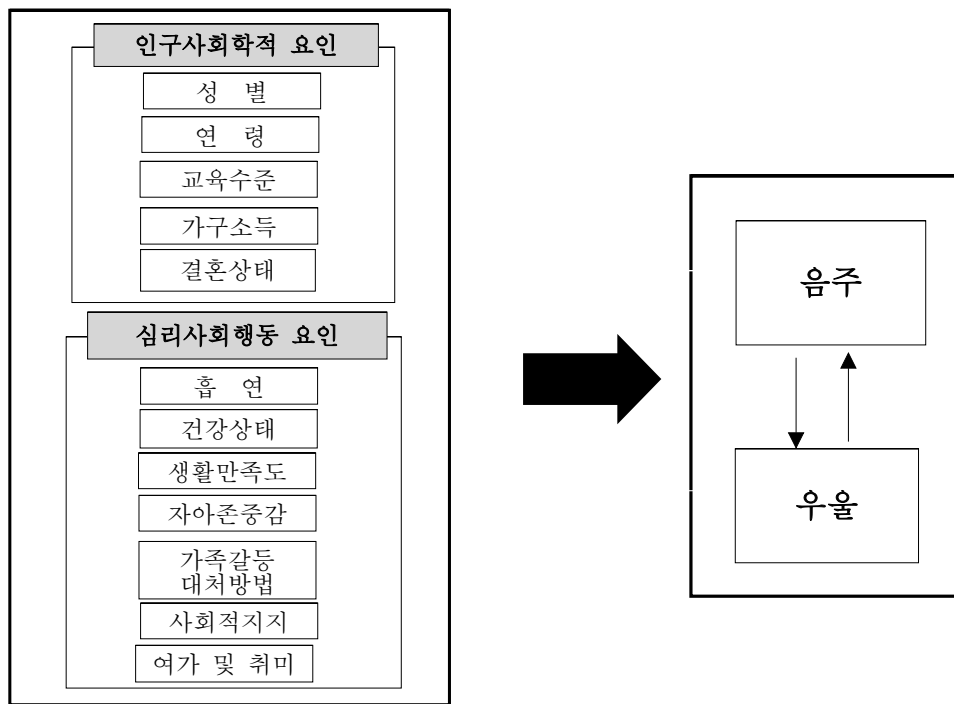 인구사회학적 요인
성 별
연 령
교육수준
가구소득
결혼상태
심리사회행동 요인
흡 연
건강상태
생활만족도
자아존중감
가족갈등
대처방법
사회적지지
여가 및 취미
음주
우울